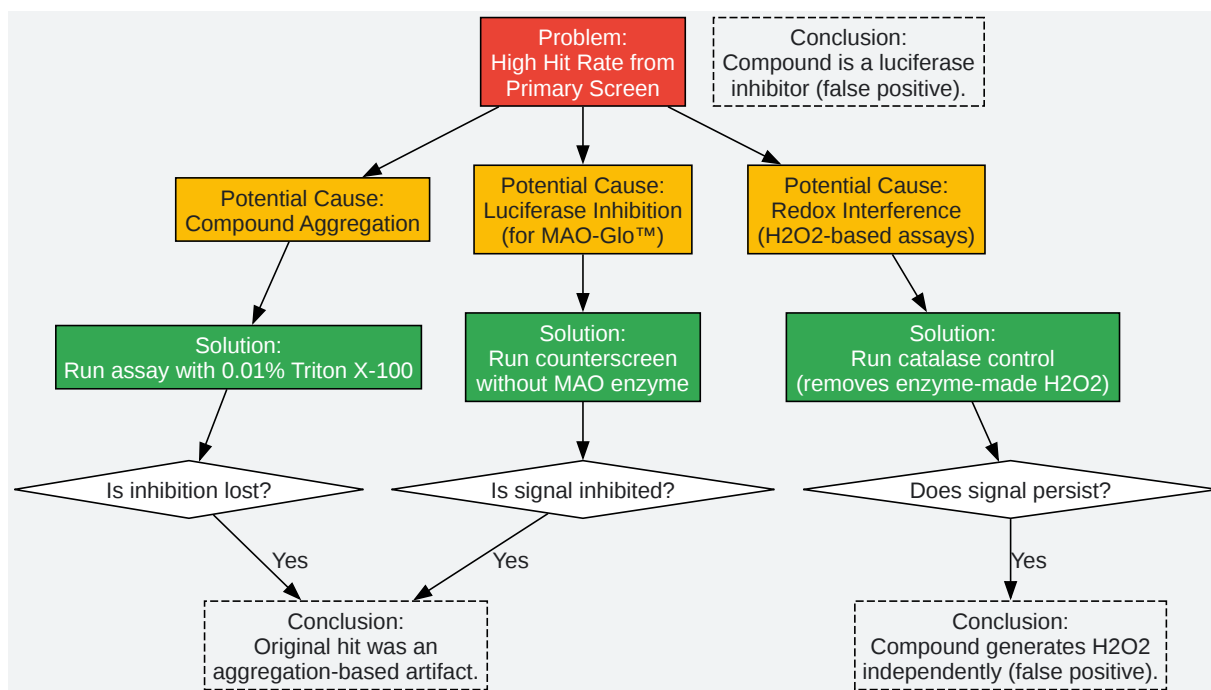 Problem:
High Hit Rate from
Primary Screen
Conclusion:
Compound is a luciferase
inhibitor (false positive).
Potential Cause:
Compound Aggregation
Potential Cause:
Luciferase Inhibition
(for MAO-Glo™)
Potential Cause:
Redox Interference
(H2O2-based assays)
Solution:
Run assay with 0.01% Triton X-100
Solution:
Run counterscreen
without MAO enzyme
Solution:
Run catalase control
(removes enzyme-made H2O2)
Is inhibition lost?
Is signal inhibited?
Does signal persist?
Yes
Yes
Yes
Conclusion:
Original hit was an
aggregation-based artifact.
Conclusion:
Compound generates H2O2
independently (false positive).